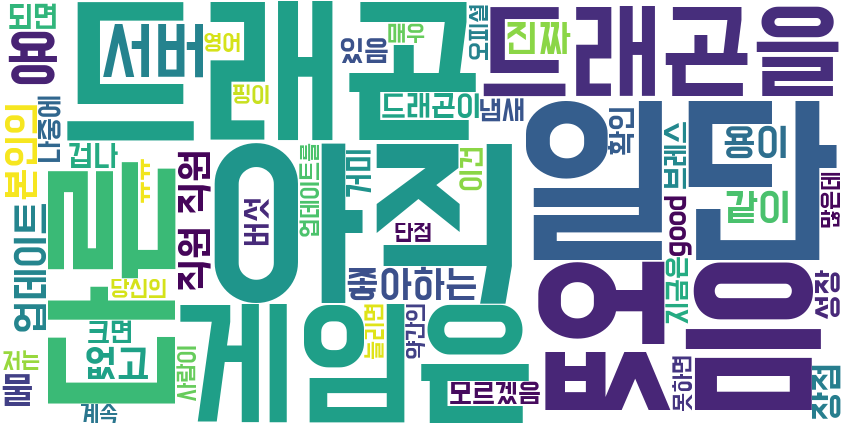 되면
용
서버
드래곤
영어
있음
매우
오피셜
진짜
드래곤을
핑이
드래곤이
냄새
나중에
본인의
겁나
ㅠㅠ
직원 직원
버섯
업데이트를
거미
아직
이건
단점
확인
엠
단
용이
브레스
같이
많은데
good
나름
업데이트
당신의
좋아하는
지금은
성장
없음
크면
없고
저는
물
사람이
게임은
늘리면
약간의
모르겠음
못하면
장점
계속